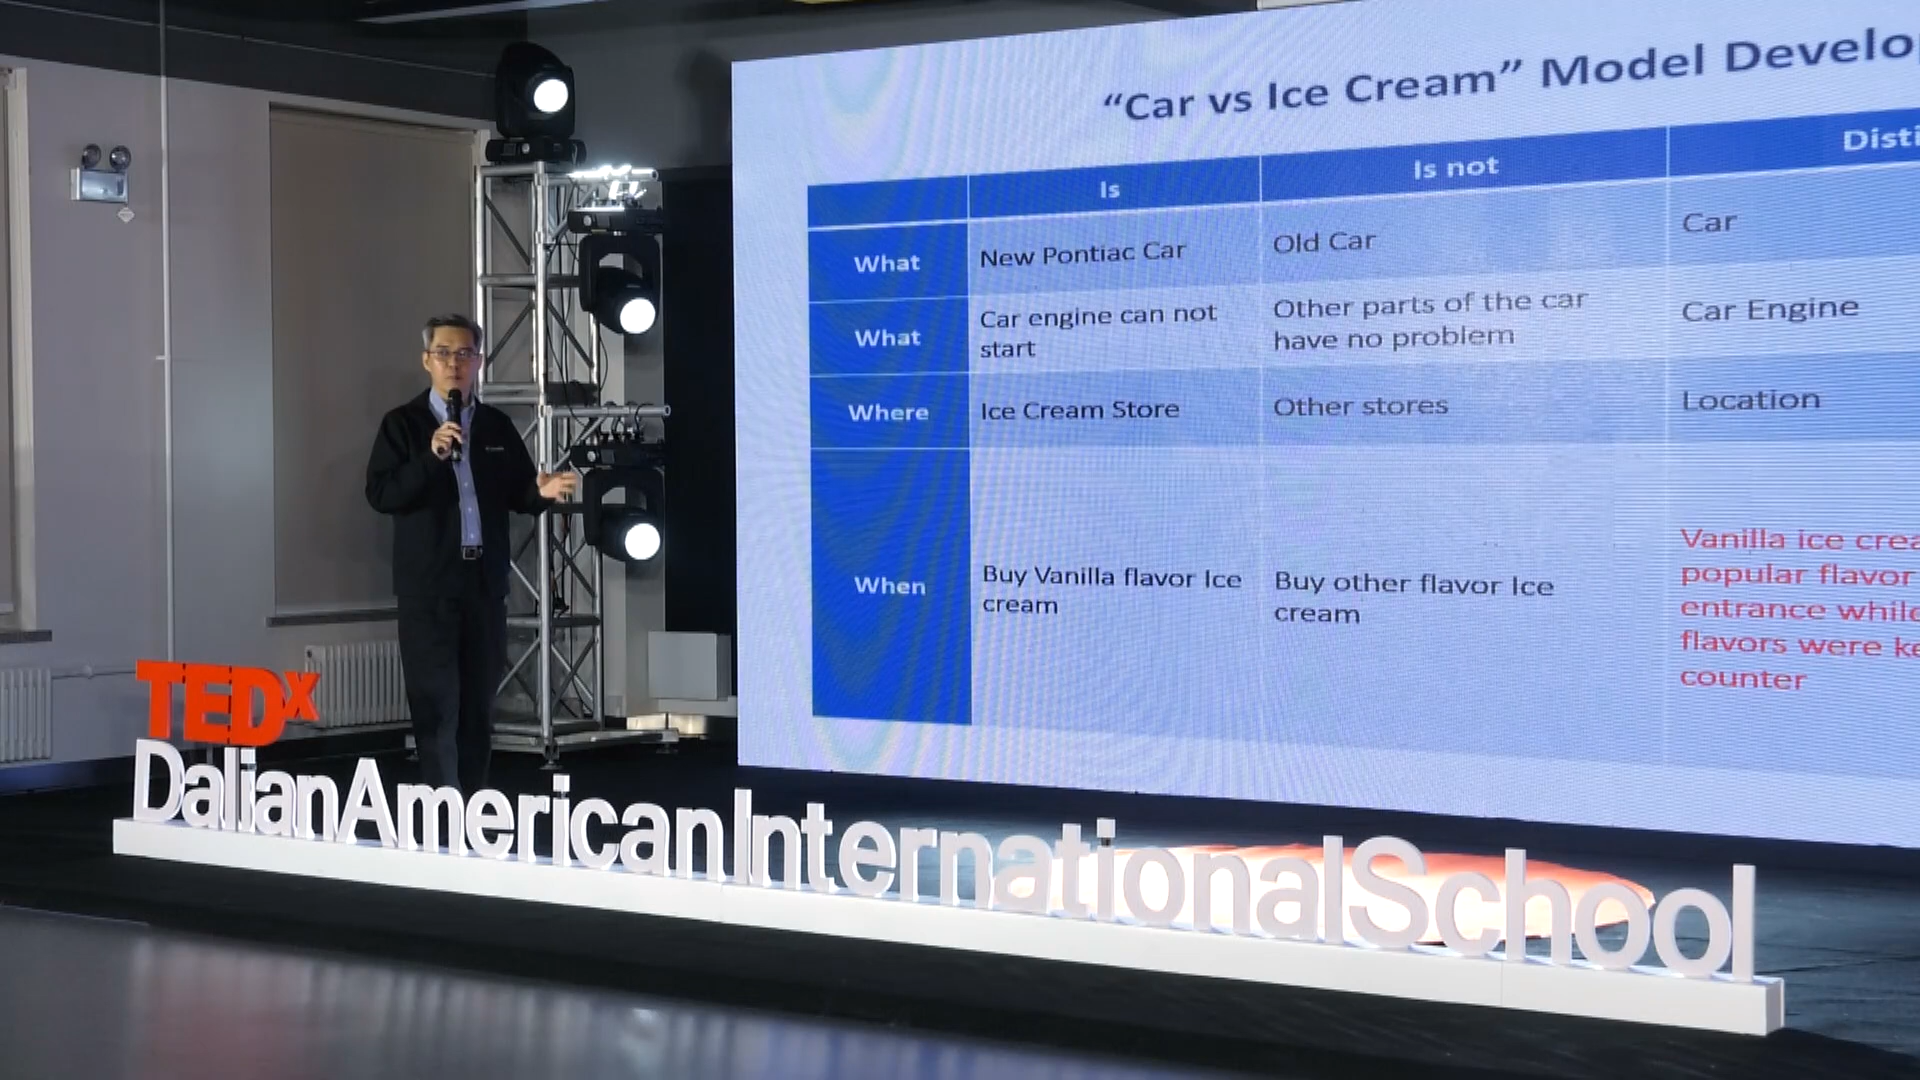 “Car vs Ice Cream” Model Develo
Is
Is not
Disti
What
New Pontiac Car
Old Car
Car
What
Car engine can not
start
Other parts of the car
have no problem
Car Engine
Where
Ice Cream Store
Other stores
Location
When
Buy Vanilla flavor Ice
cream
Buy other flavor Ice
cream
Vanilla ice crea
popular flavor
entrance while
flavors were ke
counter
TEDx
DalianAmericanInternationalSchool